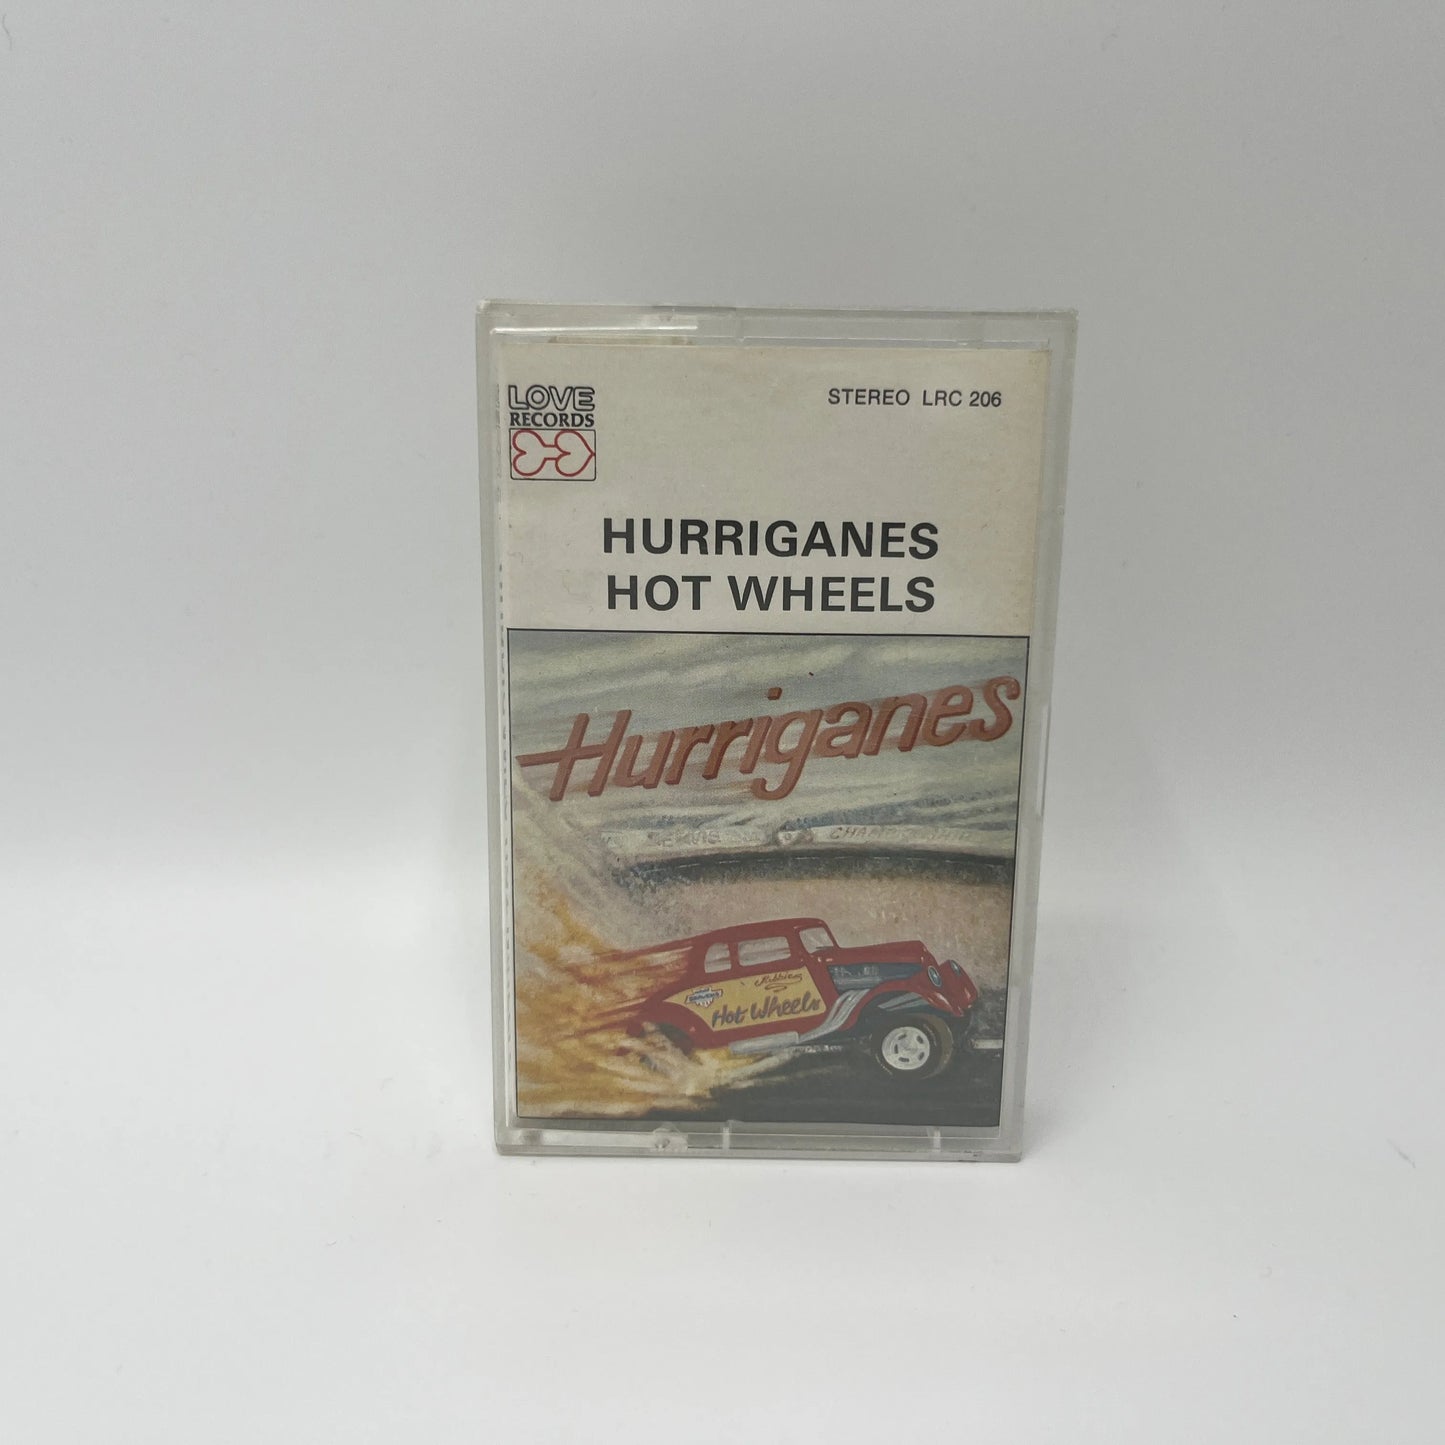 LOVE
RECORDS
STEREO LRC 206
HURRIGANES
HOT WHEELS
Hurriganes
Hot Wheels